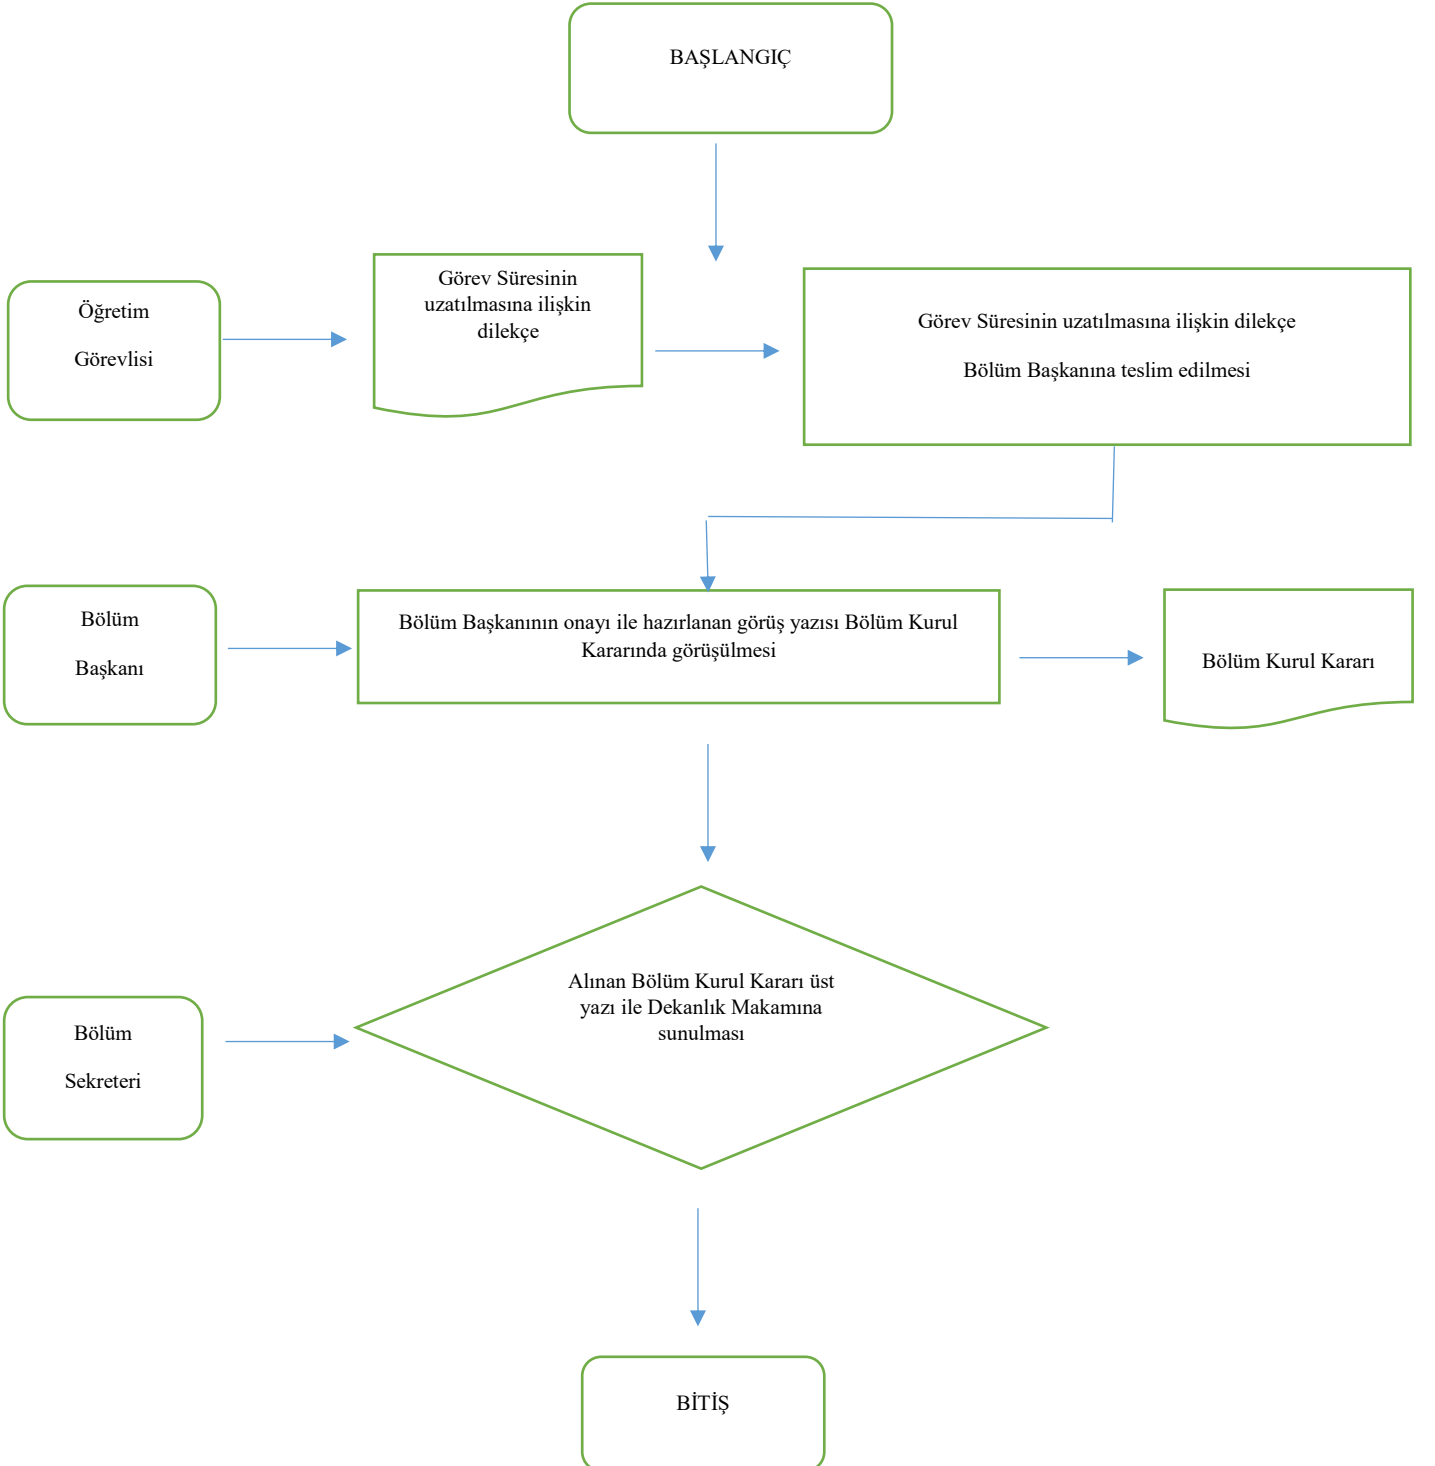 BAŞLANGIÇ
Öğretim
Görevlisi
Görev Süresinin
uzatılmasına ilişkin
dilekçe
Görev Süresinin uzatılmasına ilişkin dilekçe
Bölüm Başkanına teslim edilmesi
Bölüm
Başkanı
Bölüm Başkanının onayı ile hazırlanan görüş yazısı Bölüm Kurul
Kararında görüşülmesi
Bölüm Kurul Kararı
Alınan Bölüm Kurul Kararı üst
yazı ile Dekanlık Makamına
sunulması
Bölüm
Sekreteri
BİTİŞ